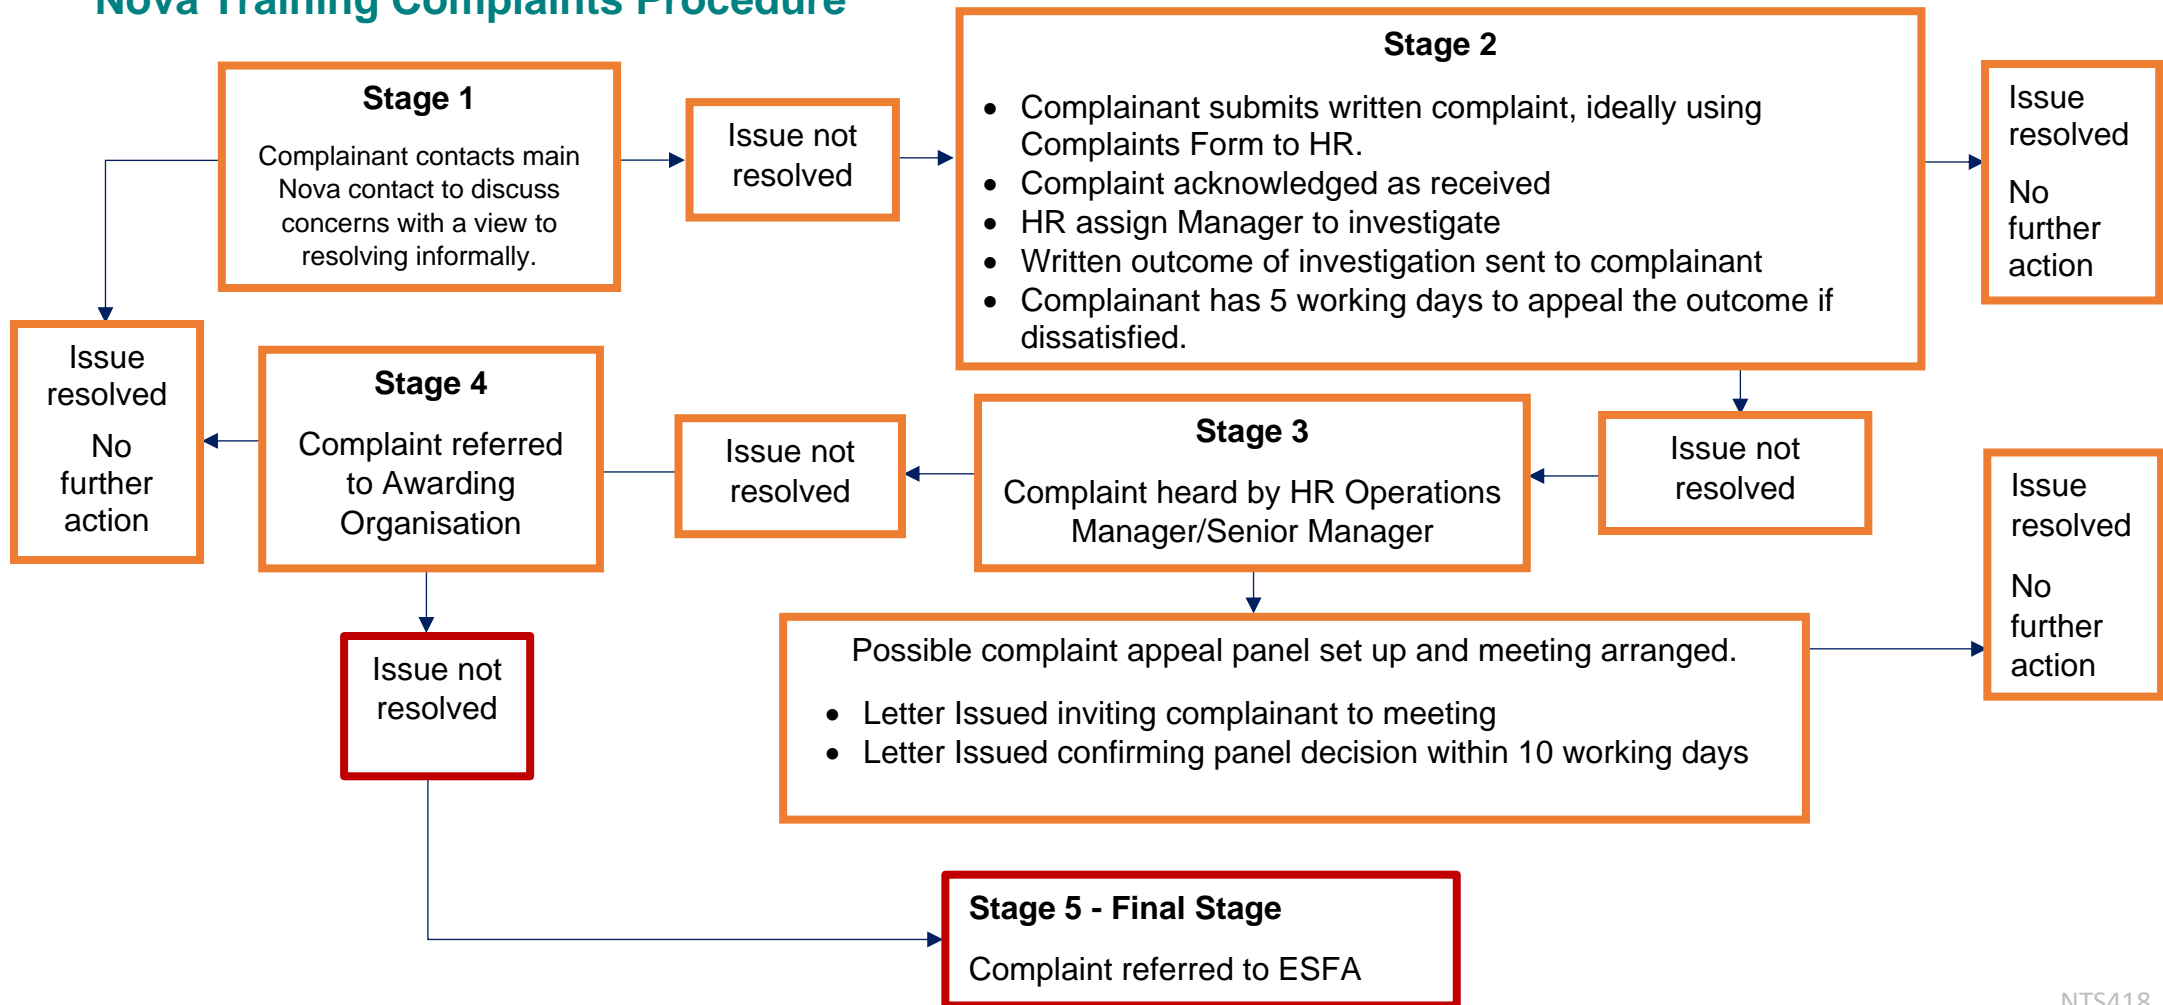 Nova Training Complaints Procedure
Stage 1
Complainant contacts main
Nova contact to discuss
concerns with a view to
resolving informally.
Issue not
resolved
Stage 2
• Complainant submits written complaint, ideally using
Complaints Form to HR.
• Complaint acknowledged as received
• HR assign Manager to investigate
• Written outcome of investigation sent to complainant
• Complainant has 5 working days to appeal the outcome if
dissatisfied.
Issue
resolved
No
further
action
Issue
resolved
No
further
action
Stage 4
Complaint referred
to Awarding
Organisation
Issue not
resolved
Stage 3
Complaint heard by HR Operations
Manager/Senior Manager
Issue not
resolved
Issue
resolved
No
further
action
Issue not
resolved
Possible complaint appeal panel set up and meeting arranged.
• Letter Issued inviting complainant to meeting
• Letter Issued confirming panel decision within 10 working days
Stage 5 - Final Stage
Complaint referred to ESFA
NTS418